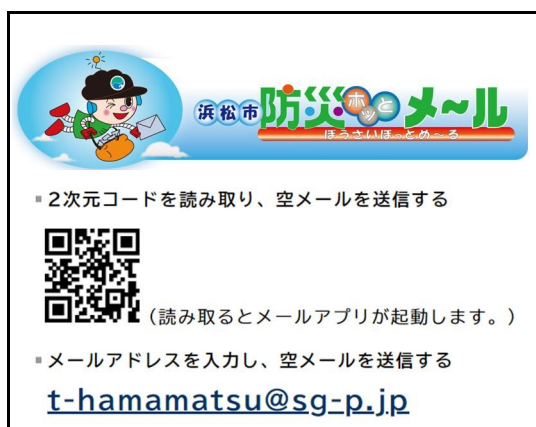 浜松市防災ホッとメ〜ル
ぼうさいほっとめ〜る
▪2次元コードを読み取り、空メールを送信する
（読み取るとメールアプリが起動します。）
▪メールアドレスを入力し、空メールを送信する
t-hamamatsu@sg-p.jp